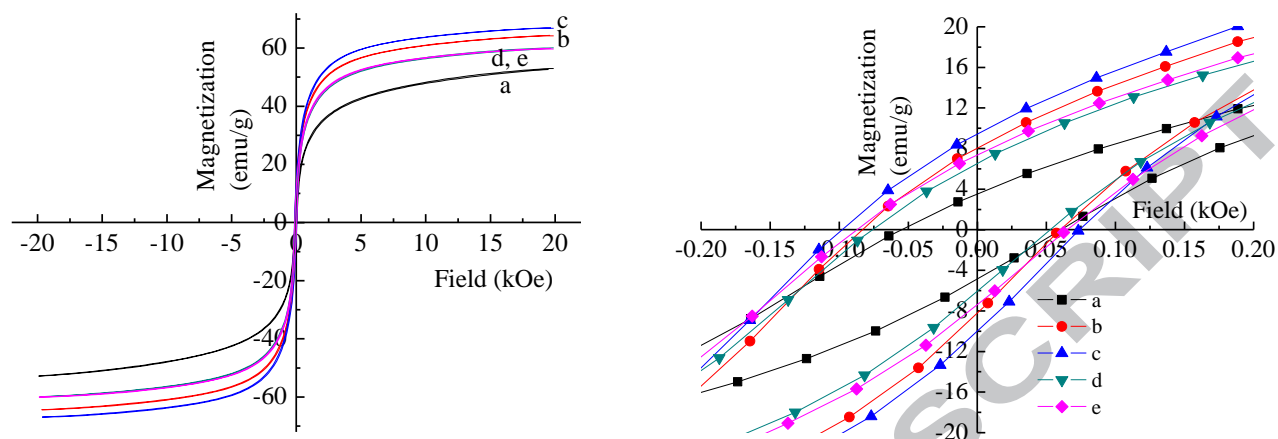 Magnetization
(emu/g)
60
40
20
0
-20
-40
-60
-20
-15
-10
-5
0
5
10
15
20
Field (kOe)
c
b
d, e
a
Magnetization
(emu/g)
20
16
12
8
4
0
-4
-8
-12
-16
-20
-0.20
-0.15
-0.10
-0.05
0.00
0.05
0.10
0.15
0.20
Field (kOe)
a
b
c
d
e
SCRIPT